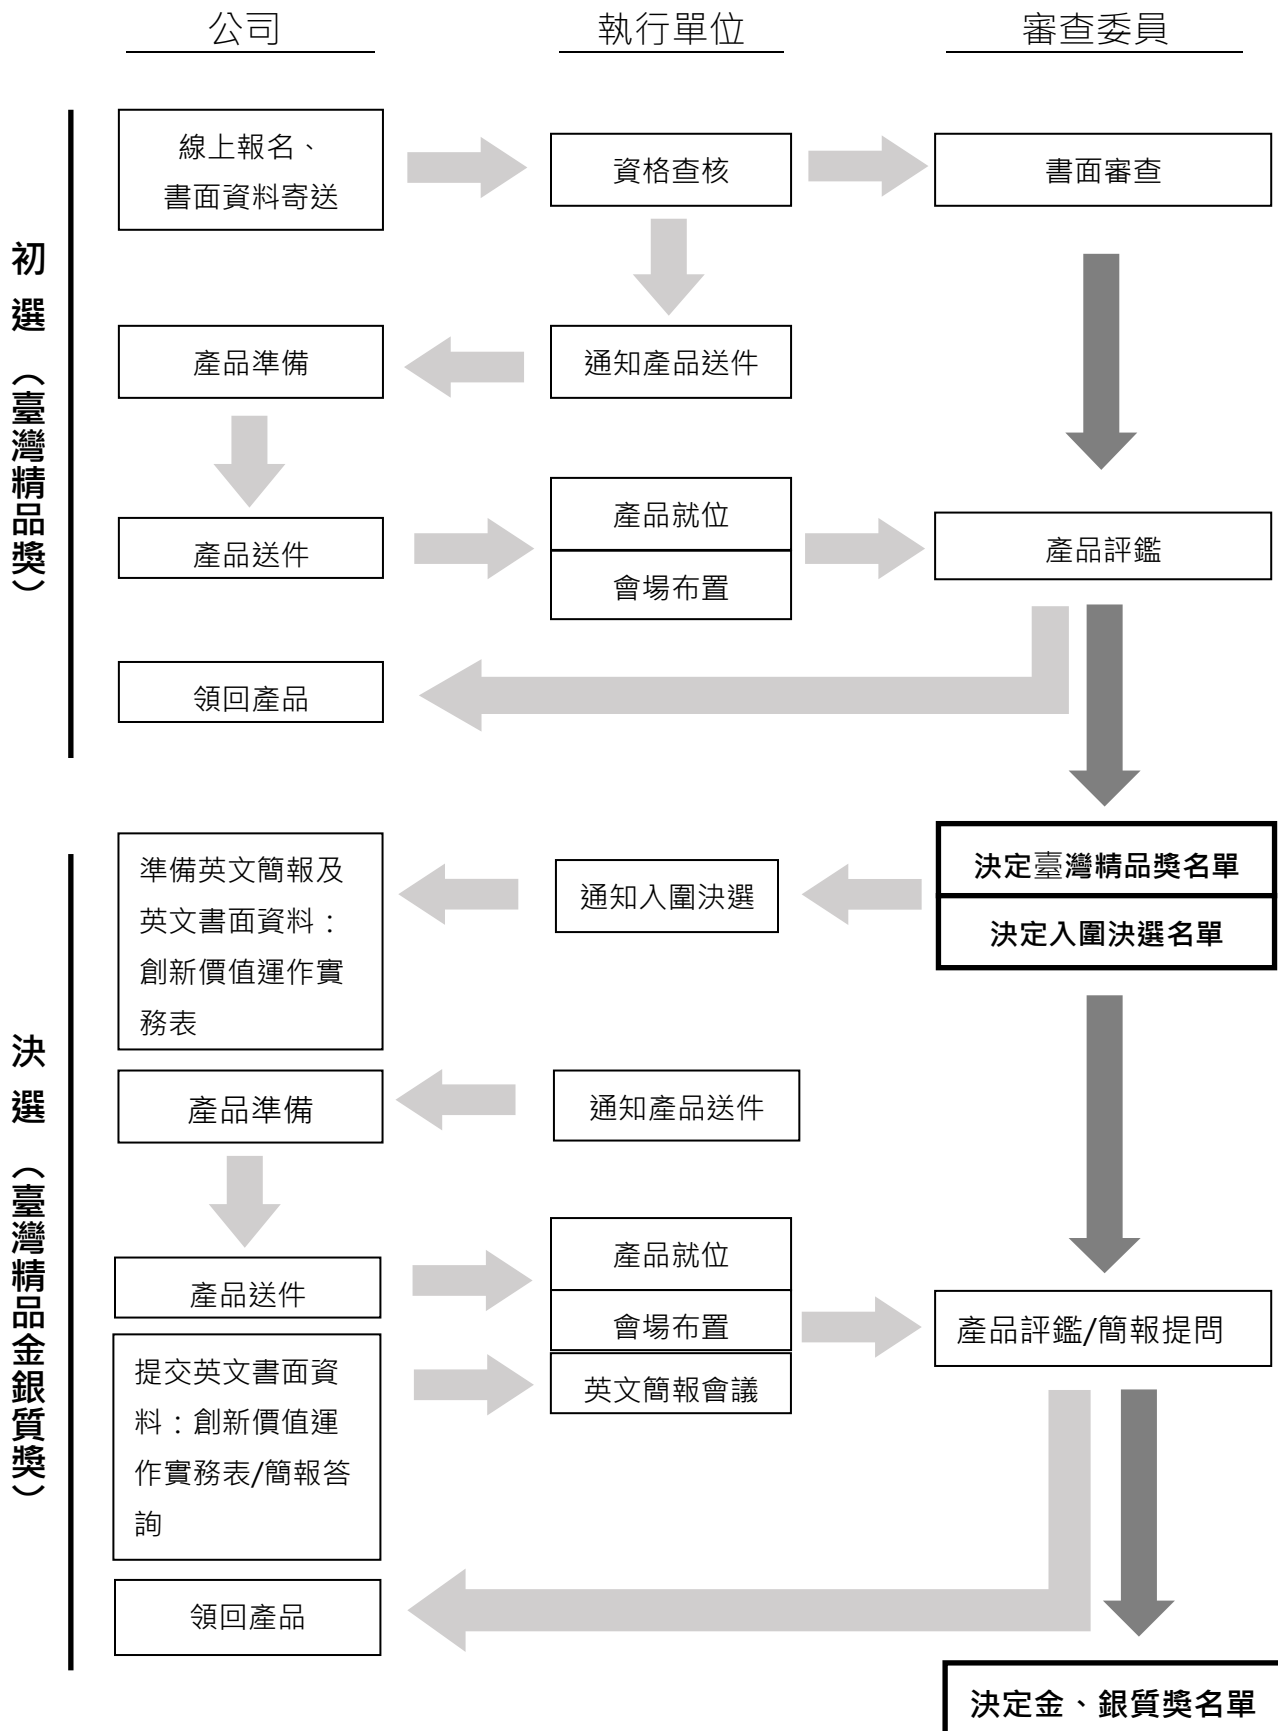 公司
執行單位
審查委員
初選（臺灣精品獎）
線上報名、
書面資料寄送
資格查核
書面審查
產品準備
通知產品送件
產品送件
產品就位
會場布置
產品評鑑
領回產品
決選（臺灣精品金銀質獎）
準備英文簡報及
英文書面資料：
創新價值運作實
務表
通知入圍決選
決定臺灣精品獎名單
決定入圍決選名單
產品準備
通知產品送件
產品送件
產品就位
會場布置
英文簡報會議
產品評鑑/簡報提問
提交英文書面資
料：創新價值運
作實務表/簡報答
詢
領回產品
決定金、銀質獎名單